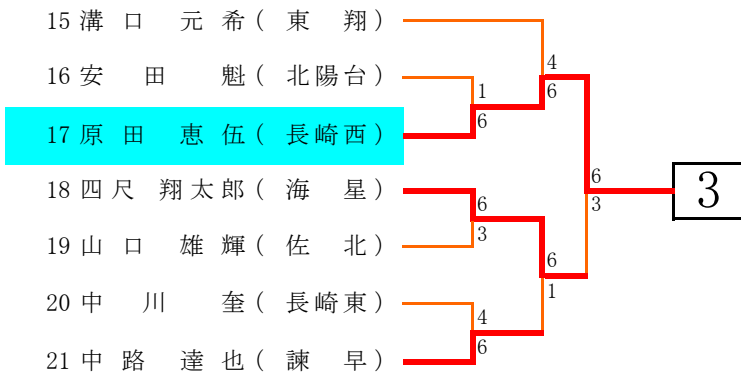 15 溝口 元希 ( 東翔 )
4
16 安田 魁 ( 北陽台 )
1
6
6
17 原田 恵伍 ( 長崎西 )
6
3
3
18 四尺 翔太郎 ( 海星 )
6
3
19 山口 雄輝 ( 佐北 )
6
1
20 中川 奎 ( 長崎東 )
4
6
21 中路 達也 ( 諫早 )